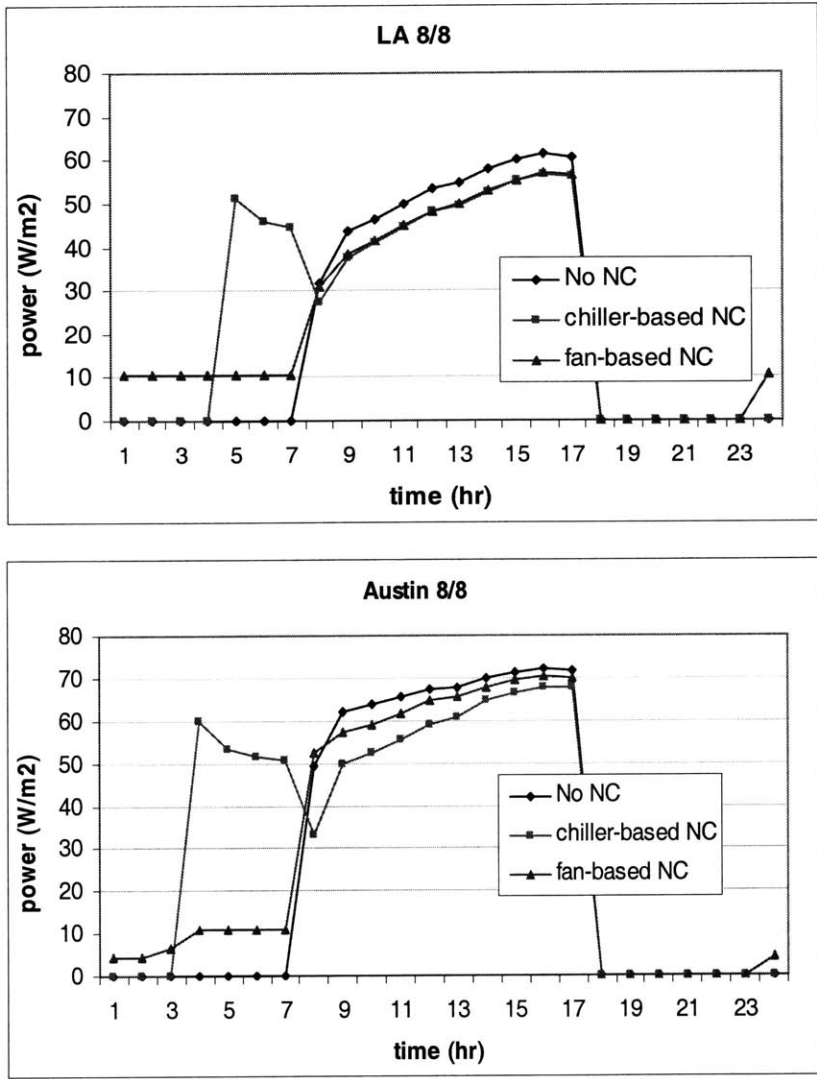 LA 8/8
80
70
60
50
40
30
20
10
0
power (W/m2)
No NC
chiller-based NC
fan-based NC
1 3 5 7 9 11 13 15 17 19 21 23
time (hr)
Austin 8/8
80
70
60
50
40
30
20
10
0
power (W/m2)
No NC
chiller-based NC
fan-based NC
1 3 5 7 9 11 13 15 17 19 21 23
time (hr)